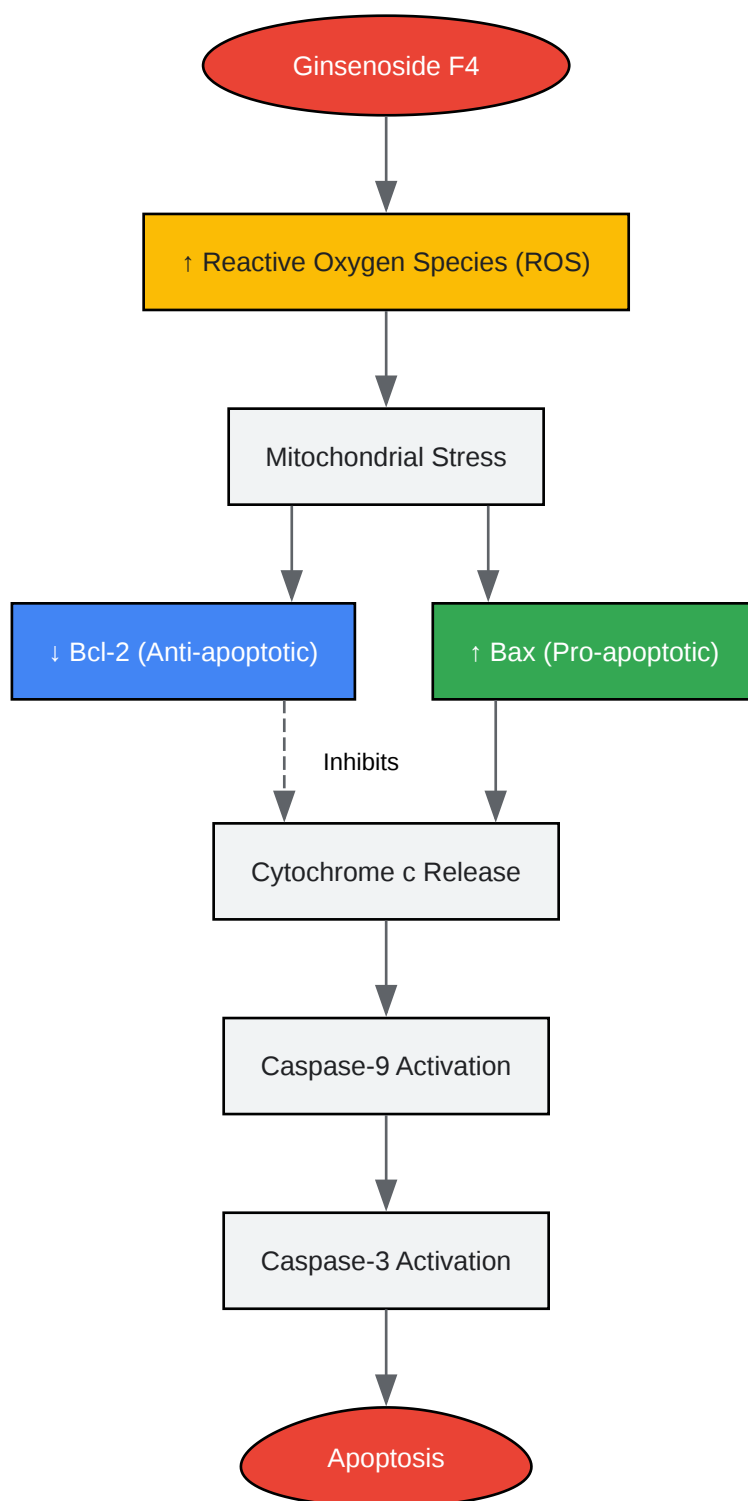 Ginsenoside F4
↑ Reactive Oxygen Species (ROS)
Mitochondrial Stress
↓ Bcl-2 (Anti-apoptotic)
↑ Bax (Pro-apoptotic)
Inhibits
Cytochrome c Release
Caspase-9 Activation
Caspase-3 Activation
Apoptosis